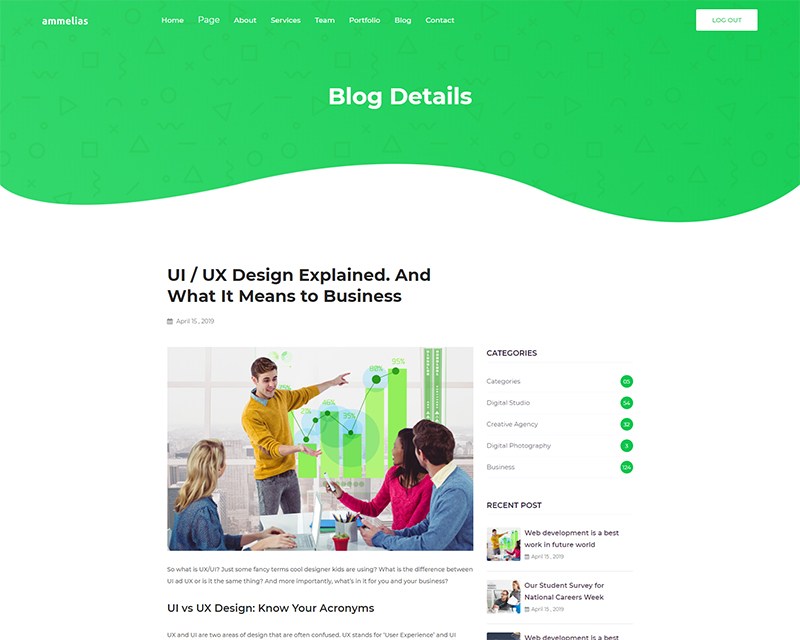 ammelias
Home Page About Services Team Portfolio Blog Contact
LOG OUT
Blog Details
UI / UX Design Explained. And
What It Means to Business
April 15 , 2019
95%
46%
35%
So what is UX/UI? Just some fancy terms cool designer kids are using? What is the difference between
UI ad UX or is it the same thing? And more importantly, what's in it for you and your business?
UI vs UX Design: Know Your Acronyms
UX and UI are two areas of design that are often confused. UX stands for 'User Experience' and UI
CATEGORIES
Categories 05
Digital Studio 54
Creative Agency 32
Digital Photography 3
Business 124
RECENT POST
Web development is a best
work in future world
April 15 , 2019
Our Student Survey for
National Careers Week
April 15 , 2019
Web development is a best